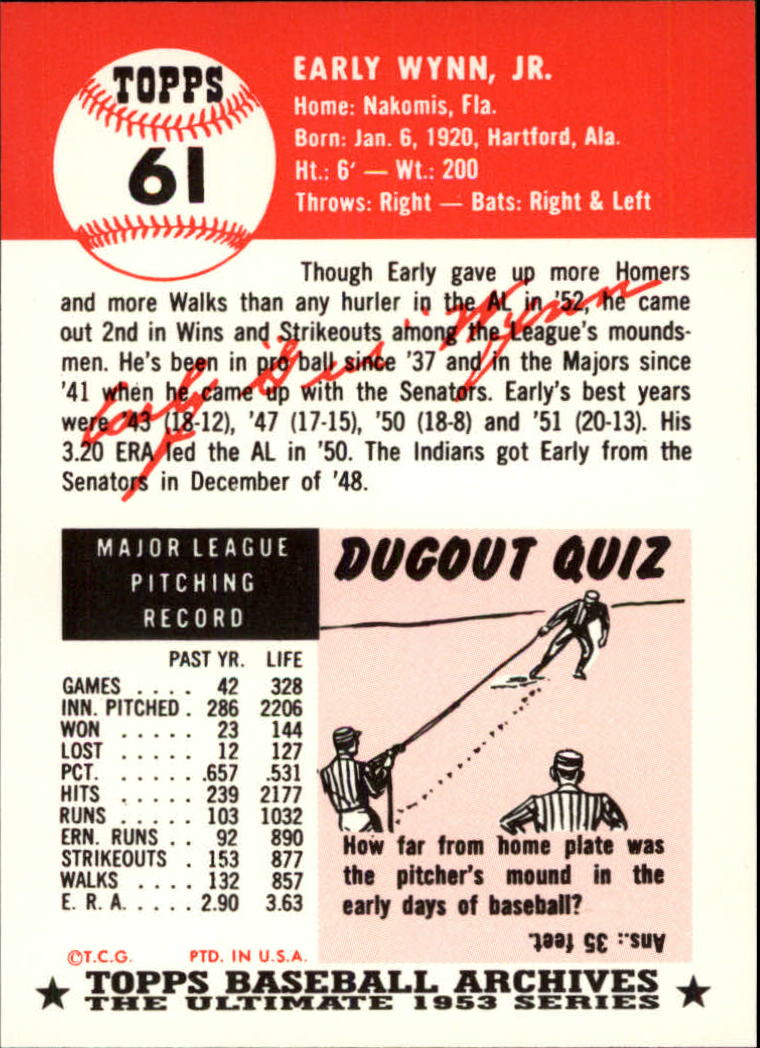 TOPPS
61
EARLY WYNN, JR.
Home: Nakomis, Fla.
Born: Jan. 6, 1920, Hartford, Ala.
Ht.: 6' — Wt.: 200
Throws: Right — Bats: Right & Left
Though Early gave up more Homers
and more Walks than any hurler in the AL in '52, he came
out 2nd in Wins and Strikeouts among the League's mounds-
men. He's been in pro ball since '37 and in the Majors since
'41 when he came up with the Senators. Early's best years
were '43 (18-12), '47 (17-15), '50 (18-8) and '51 (20-13). His
3.20 ERA led the AL in '50. The Indians got Early from the
Senators in December of '48.
Early "Gus" Wynn
MAJOR LEAGUE
PITCHING
RECORD
PAST YR. LIFE
GAMES . . . . 42 328
INN. PITCHED . 286 2206
WON . . . . . 23 144
LOST . . . . . 12 127
PCT. . . . . . .657 .531
HITS . . . . . 239 2177
RUNS . . . . . 103 1032
ERN. RUNS . . 92 890
STRIKEOUTS . 153 877
WALKS . . . . 132 857
E. R. A. . . . . 2.90 3.63
DUGOUT QUIZ
How far from home plate was
the pitcher's mound in the
early days of baseball?
Ans.: 35 feet.
©T.C.G. PTD. IN U.S.A.
TOPPS BASEBALL ARCHIVES
THE ULTIMATE 1953 SERIES